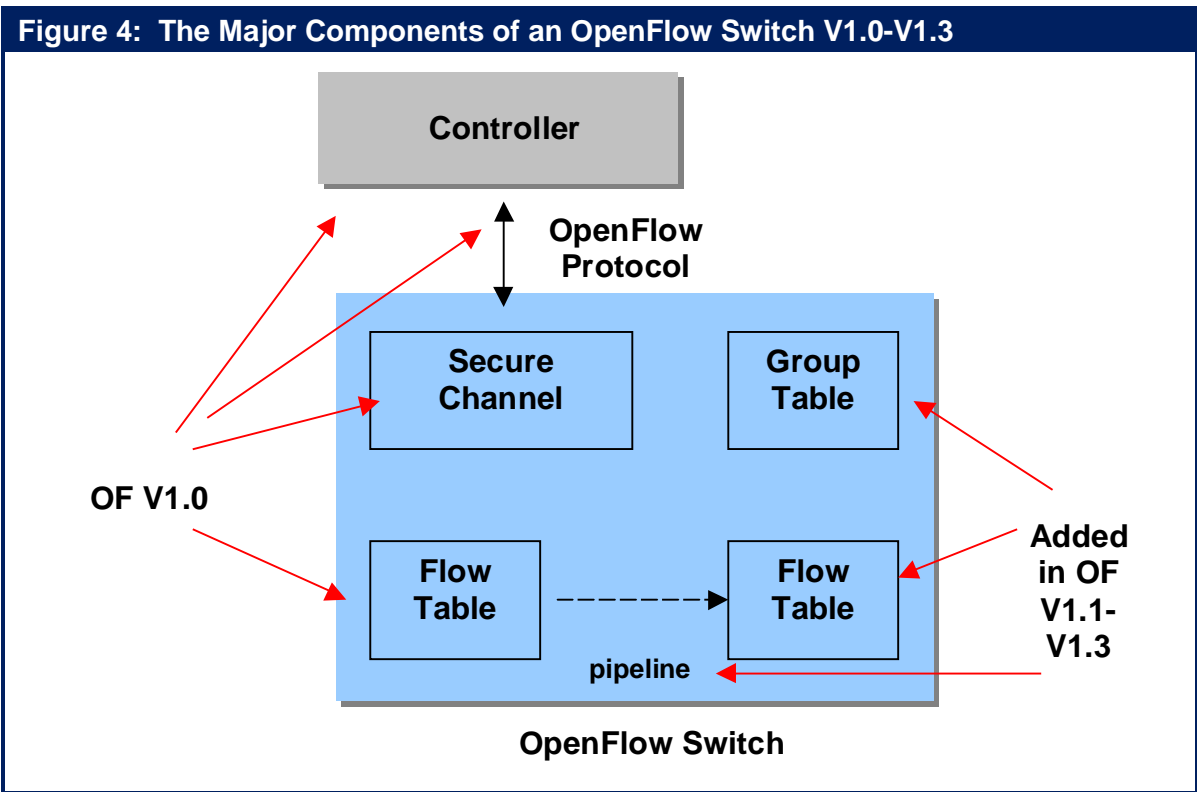 Figure 4: The Major Components of an OpenFlow Switch V1.0-V1.3
Controller
OpenFlow
Protocol
Secure
Channel
Group
Table
OF V1.0
Flow
Table
Flow
Table
Added
in OF
V1.1-
V1.3
pipeline
OpenFlow Switch